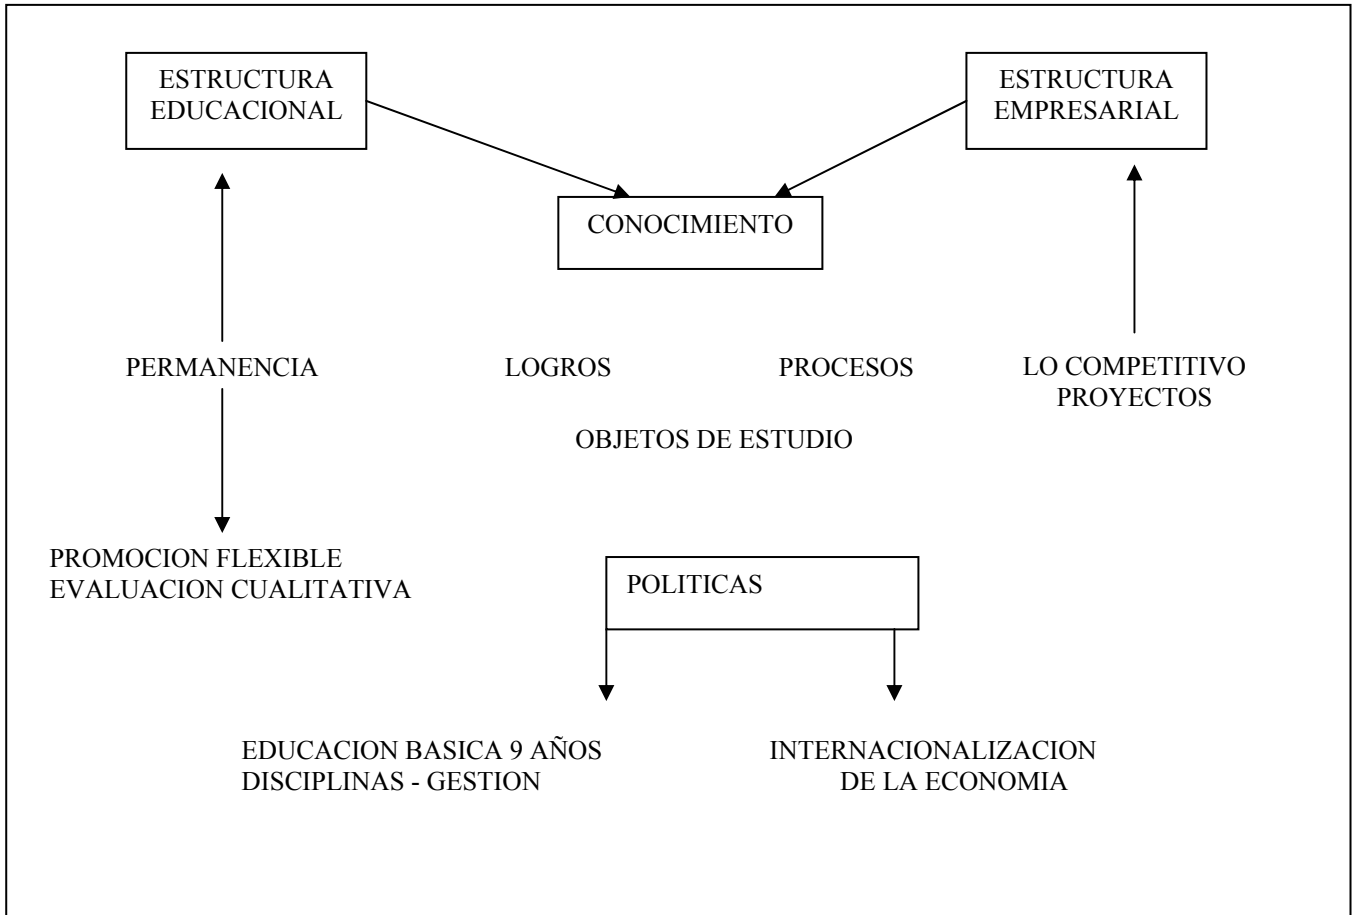 ESTRUCTURA
EDUCACIONAL
ESTRUCTURA
EMPRESARIAL
CONOCIMIENTO
PERMANENCIA
LOGROS
PROCESOS
LO COMPETITIVO
PROYECTOS
OBJETOS DE ESTUDIO
PROMOCION FLEXIBLE
EVALUACION CUALITATIVA
POLITICAS
EDUCACION BASICA 9 AÑOS
DISCIPLINAS - GESTION
INTERNACIONALIZACION
DE LA ECONOMIA